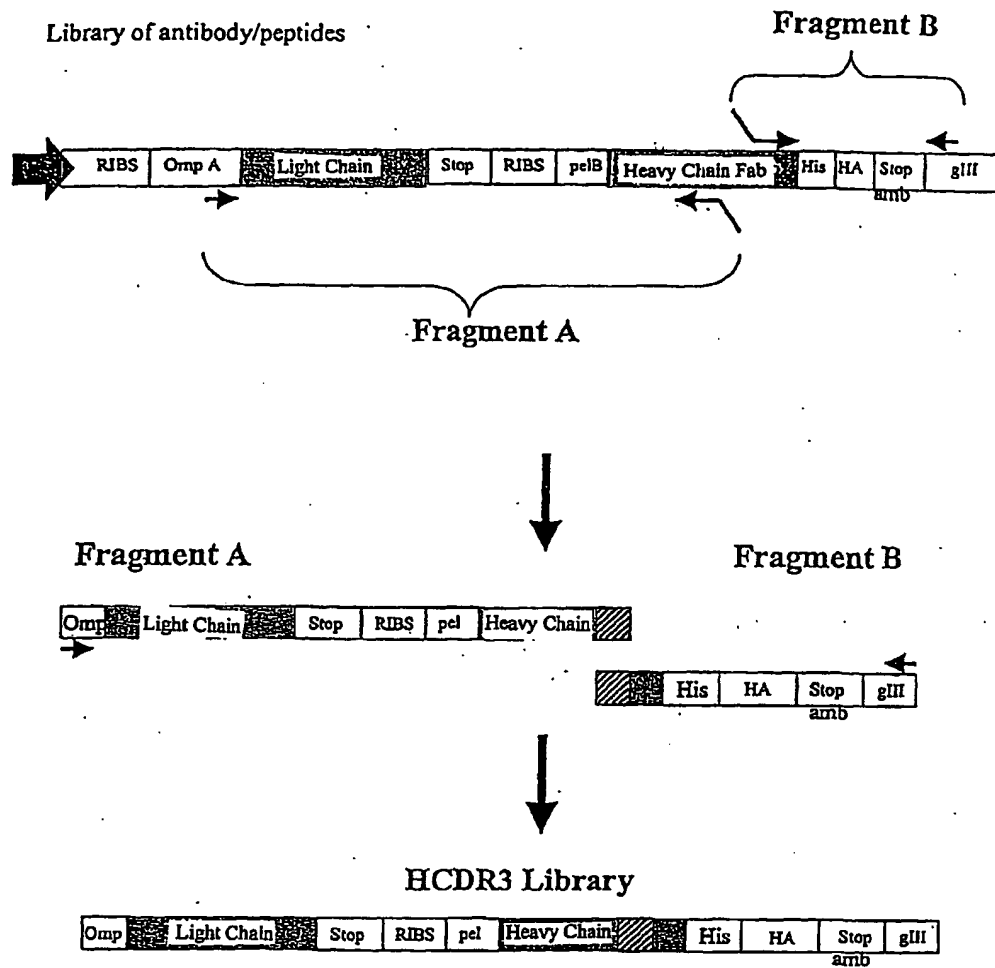 Library of antibody/peptides
Fragment B
RIBS Omp A Light Chain Stop RIBS pelB Heavy Chain Fab His HA Stop gIII
amb
Fragment A
Fragment A
Fragment B
Omp Light Chain Stop RIBS pel Heavy Chain
His HA Stop gIII
amb
HCDR3 Library
Omp Light Chain Stop RIBS pel Heavy Chain His HA Stop gIII
amb